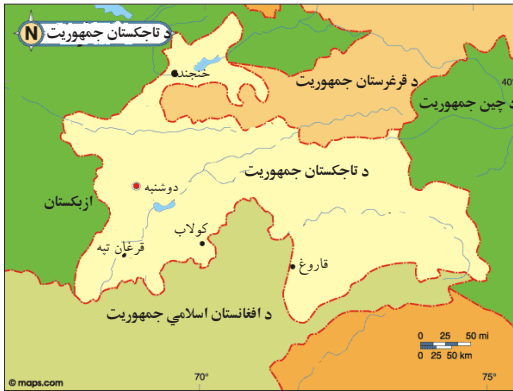 N
د تاجکستان جمهوریت
خنجنده
د قرغزستان جمهوریت
40°
د چین جمهوریت
د تاجکستان جمهوریت
دوشنبه
ازبکستان
کولاب
قرغان تپه
قاروغ
د افغانستان اسلامي جمهوریت
0 25 50 mi
0 25 50 km
© maps.com
70°
75°